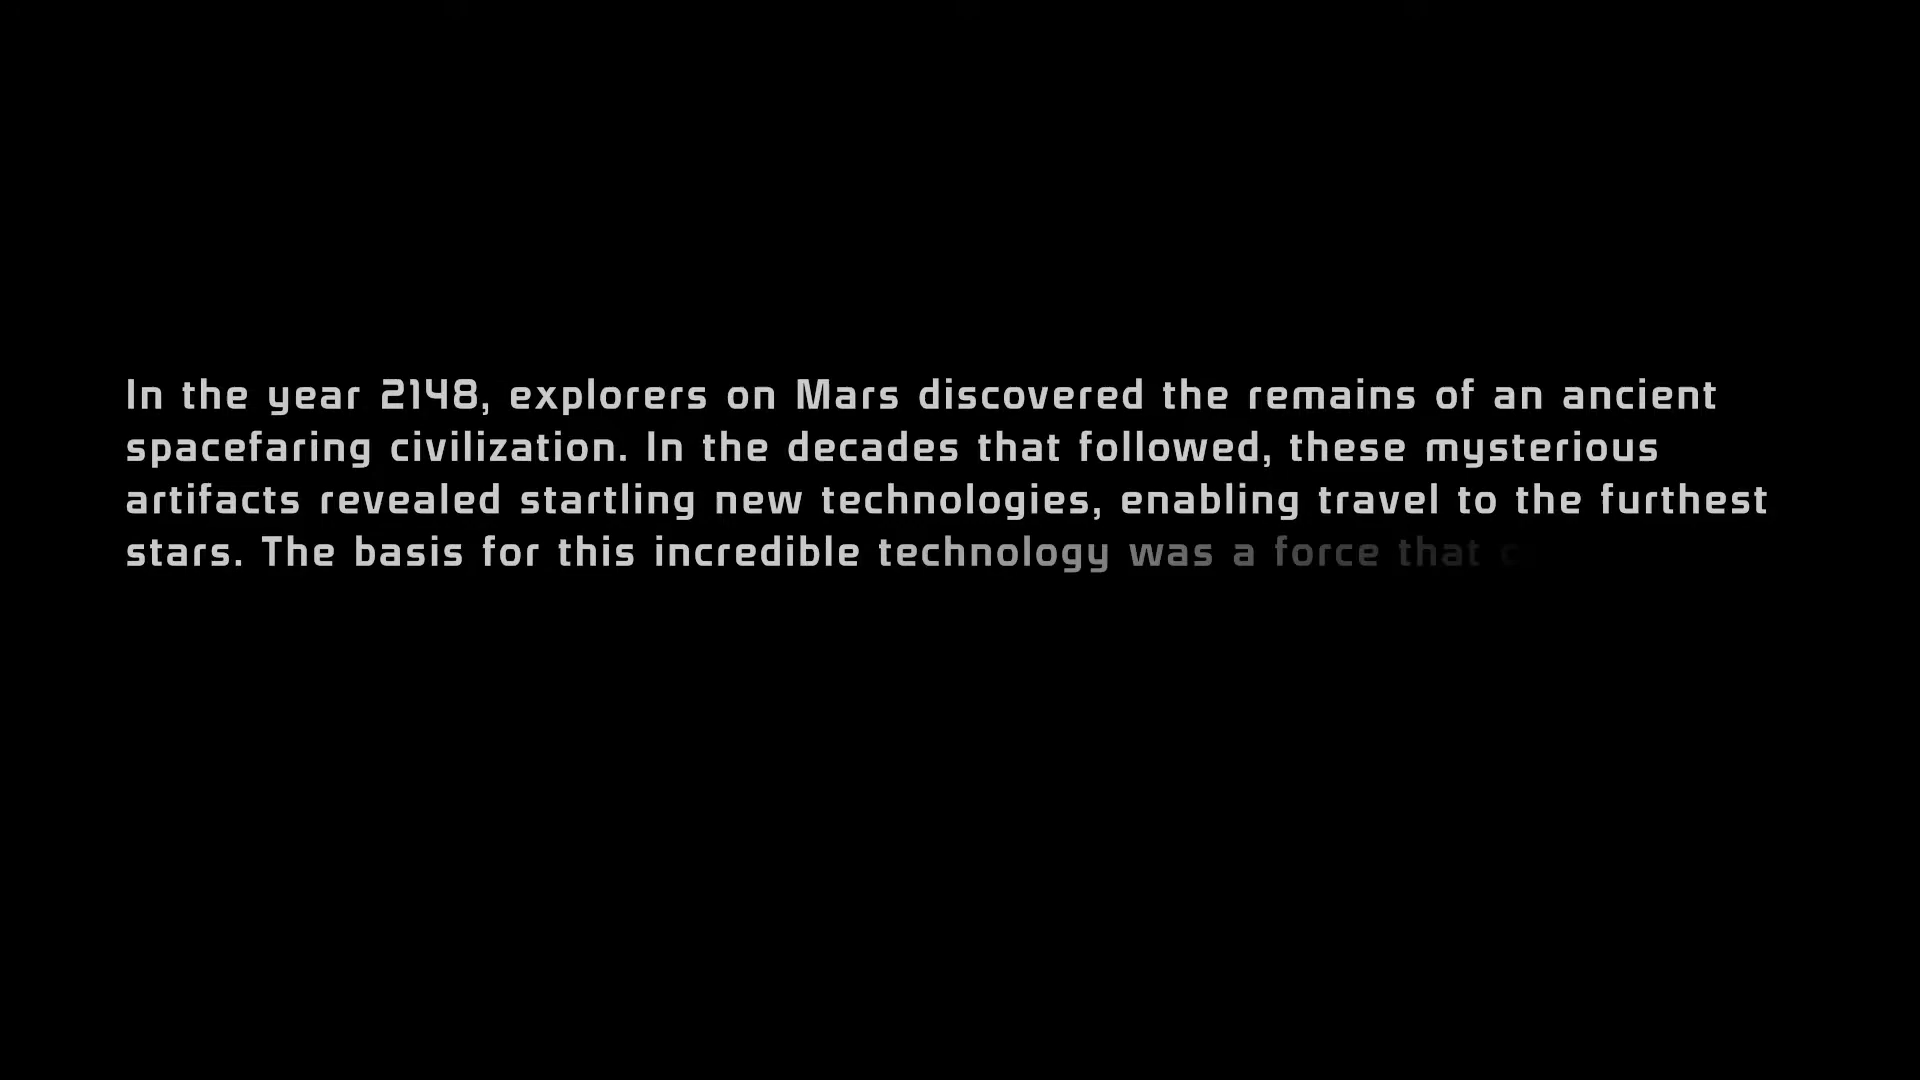 In the year 2148, explorers on Mars discovered the remains of an ancient
spacefaring civilization. In the decades that followed, these mysterious
artifacts revealed startling new technologies, enabling travel to the furthest
stars. The basis for this incredible technology was a force that